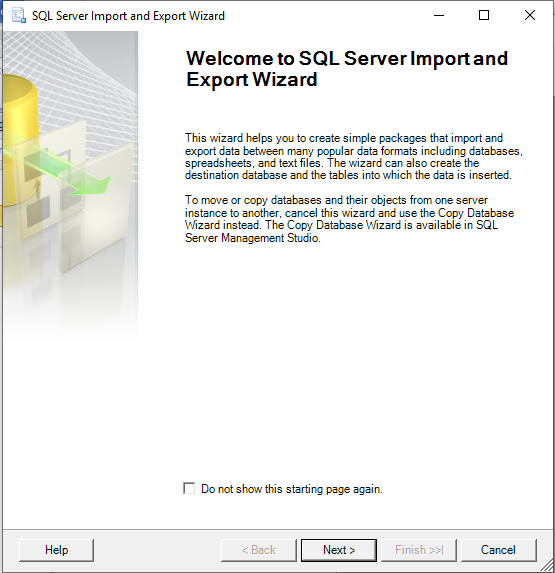 SQL Server Import and Export Wizard
Welcome to SQL Server Import and
Export Wizard
This wizard helps you to create simple packages that import and
export data between many popular data formats including databases,
spreadsheets, and text files. The wizard can also create the
destination database and the tables into which the data is inserted.
To move or copy databases and their objects from one server
instance to another, cancel this wizard and use the Copy Database
Wizard instead. The Copy Database Wizard is available in SQL
Server Management Studio.
Do not show this starting page again.
Help
< Back
Next >
Finish >>|
Cancel